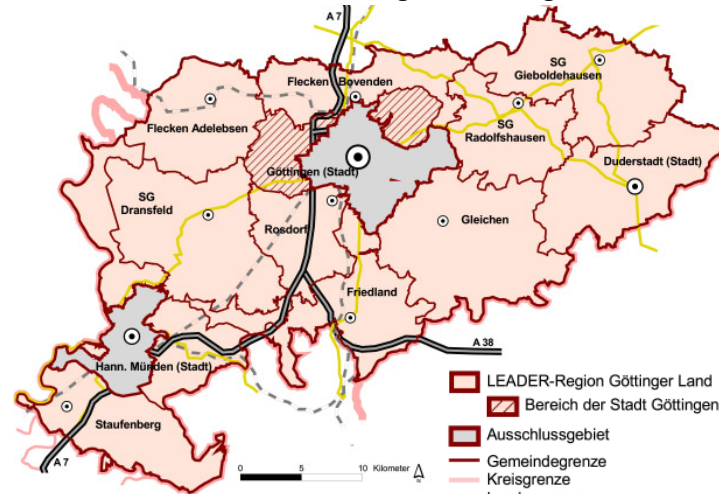 A 7
SG
Gieboldehausen
Flecken Bovenden
Flecken Adelebsen
SG
Radolfshausen
Duderstadt (Stadt)
Göttingen (Stadt)
SG
Dransfeld
Gleichen
Rosdorf
Friedland
A 38
Hann. Münden (Stadt)
Staufenberg
A 7
0 5 10 Kilometer
N
LEADER-Region Göttinger Land
Bereich der Stadt Göttingen
Ausschlussgebiet
Gemeindegrenze
Kreisgrenze